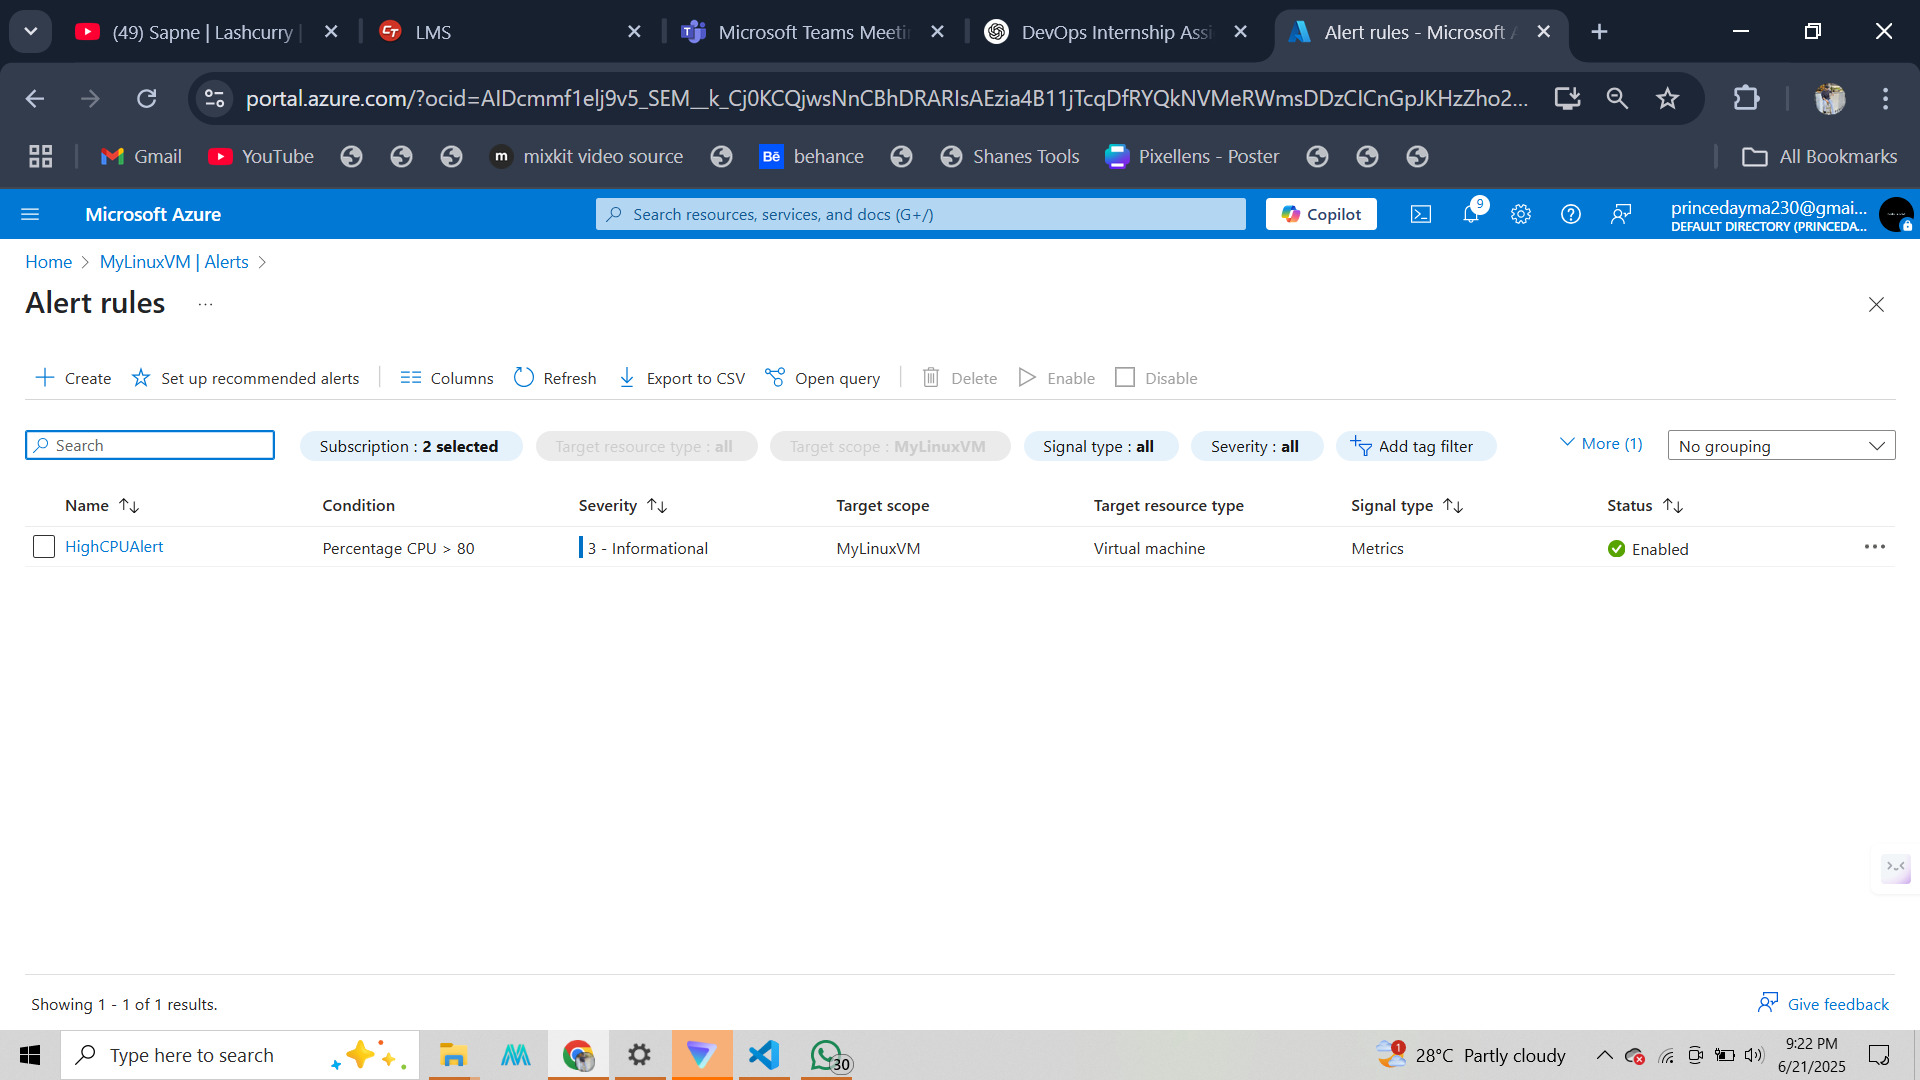 (49) Sapne | Lashcurry |
LMS
Microsoft Teams Meetin
DevOps Internship Assi
Alert rules - Microsoft A
portal.azure.com/?ocid=AIDcmmf1elj9v5_SEM__k_Cj0KCQjwsNnCBhDRARIsAEzia4B11jTcqDfRYQkNVMeRWmsDDzCICnGpJKHzZho2...
Gmail
YouTube
m mixkit video source
Bē behance
Shanes Tools
Pixellens - Poster
All Bookmarks
Microsoft Azure
Search resources, services, and docs (G+/)
Copilot
9
princedayma230@gmai...
DEFAULT DIRECTORY (PRINCEDA...
Home > MyLinuxVM | Alerts >
Alert rules ...
Create
Set up recommended alerts
Columns
Refresh
Export to CSV
Open query
Delete
Enable
Disable
Search
Subscription : 2 selected
Target resource type : all
Target scope : MyLinuxVM
Signal type : all
Severity : all
Add tag filter
More (1)
No grouping
Name Condition Severity Target scope Target resource type Signal type Status
HighCPUAlert Percentage CPU > 80 3 - Informational MyLinuxVM Virtual machine Metrics Enabled
Showing 1 - 1 of 1 results.
Give feedback
Type here to search
30
1
28°C Partly cloudy
9:22 PM
6/21/2025